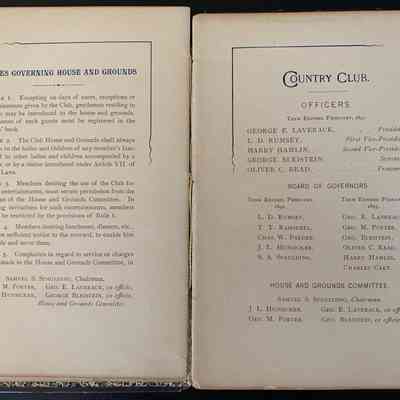 ES GOVERNING HOUSE AND GROUNDS
1. Excepting on days of races, receptions or
given by the Club, gentlemen residing in
may be introduced to the house and grounds.
of such guests must be registered in the
book.
2. The Club House and Grounds shall always
to the ladies and children of any member's
to other ladies and children accompanied by a
or by a minor introduced under Article VII. of
Laws.
3. Members desiring the use of the Club for
entertainments, must secure permission from the
of the House and Grounds Committee. In
invitations for such entertainments, members
be restricted by the provisions of Rule 1.
4. Members desiring luncheons, dinners, etc.,
sufficient notice to the steward, to enable him
and serve them.
5. Complaints in regard to service or charges
made to the House and Grounds Committee, in
SAMUEL S. SPAULDING, Chairman.
M. PORTER, GEO. E. LAVERACK, ex officio,
HUNSICKER, GEORGE BLEISTEIN, ex officio,
House and Grounds Committee.
COUNTRY CLUB.
OFFICERS
TERM EXPIRES FEBRUARY,
GEORGE E. LAVERACK,
L. D. RUMSEY, First Vice-Presid
HARRY HAMLIN, Second Vice-Presid
GEORGE BLEISTEIN,
OLIVER C. READ,
BOARD OF GOVERNORS
TERM EXPIRES FEBRUARY, TERM EXPIRES FEBRUARY,
L. D. RUMSEY, GEO. E. LAVERACK,
T. T. RAMSDELL, GEO. M. PORTER,
CHAS. W. PARDEE, GEO. BLEISTEIN,
J. L. HUNSICKER, OLIVER C. READ,
S. S. SPAULDING, HARRY HAMLIN,
CHARLES CARY.
HOUSE AND GROUNDS COMMITTEE.
SAMUEL S. SPAULDING, Chairman.
J. L. HUNSICKER, GEO. E. LAVERACK, ex officio,
GEO. M. PORTER, GEO. BLEISTEIN, ex officio,